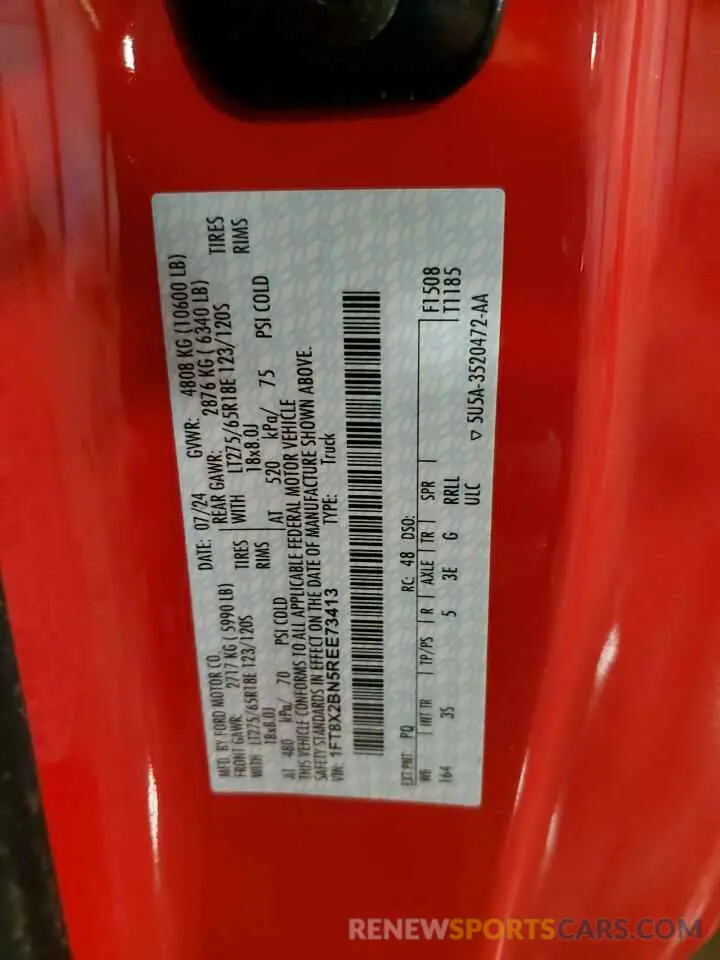 MFD. BY FORD MOTOR CO.
DATE: 07/24 GVWR: 4808 KG (10600 LB)
FRONT GAWR: 2717 KG ( 5990 LB) REAR GAWR: 2876 KG ( 6340 LB)
WITH LT275/65R18E 123/120S TIRES WITH LT275/65R18E 123/120S TIRES
18x8.0J RIMS 18x8.0J RIMS
AT 480 kPa/ 70 PSI COLD AT 520 kPa/ 75 PSI COLD
THIS VEHICLE CONFORMS TO ALL APPLICABLE FEDERAL MOTOR VEHICLE
SAFETY STANDARDS IN EFFECT ON THE DATE OF MANUFACTURE SHOWN ABOVE.
VIN: 1FT8X2BN5REE73413 TYPE: Truck
EXT PNT: PQ RC: 48 DSO: F1508
WB INT TR TP/PS R AXLE TR SPR T1185
164 3S 5 3E G RRLL
ULC ▽ 5U5A-3520472-AA
RENEWSPORTSCARS.COM